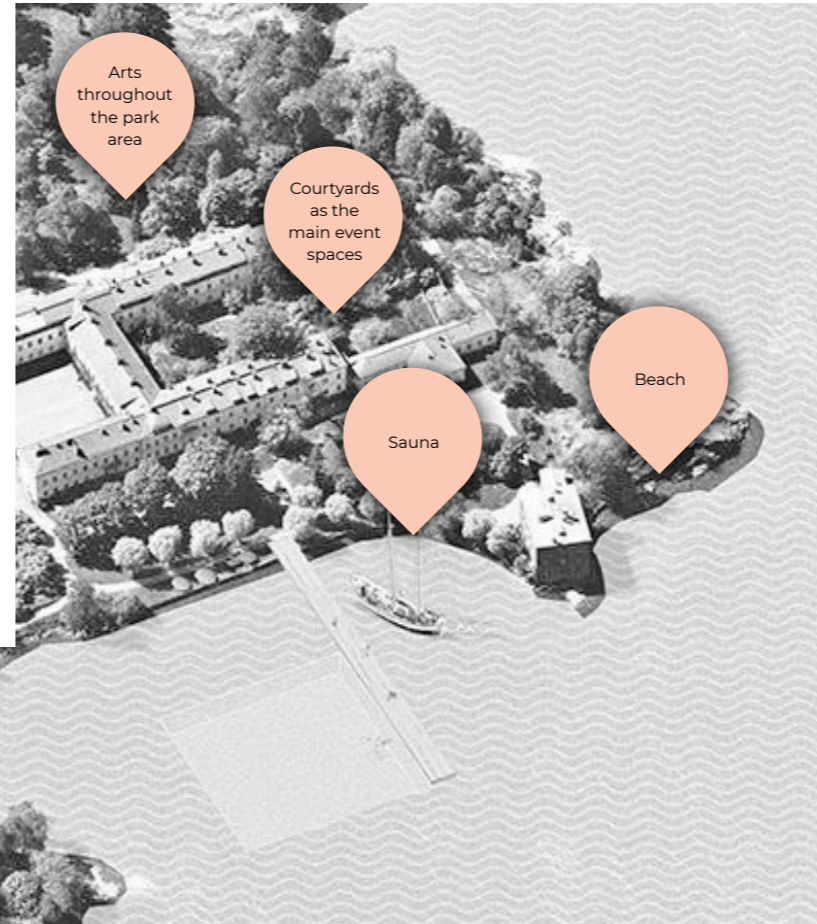 Arts
throughout
the park
area
Courtyards
as the
main event
spaces
Beach
Sauna